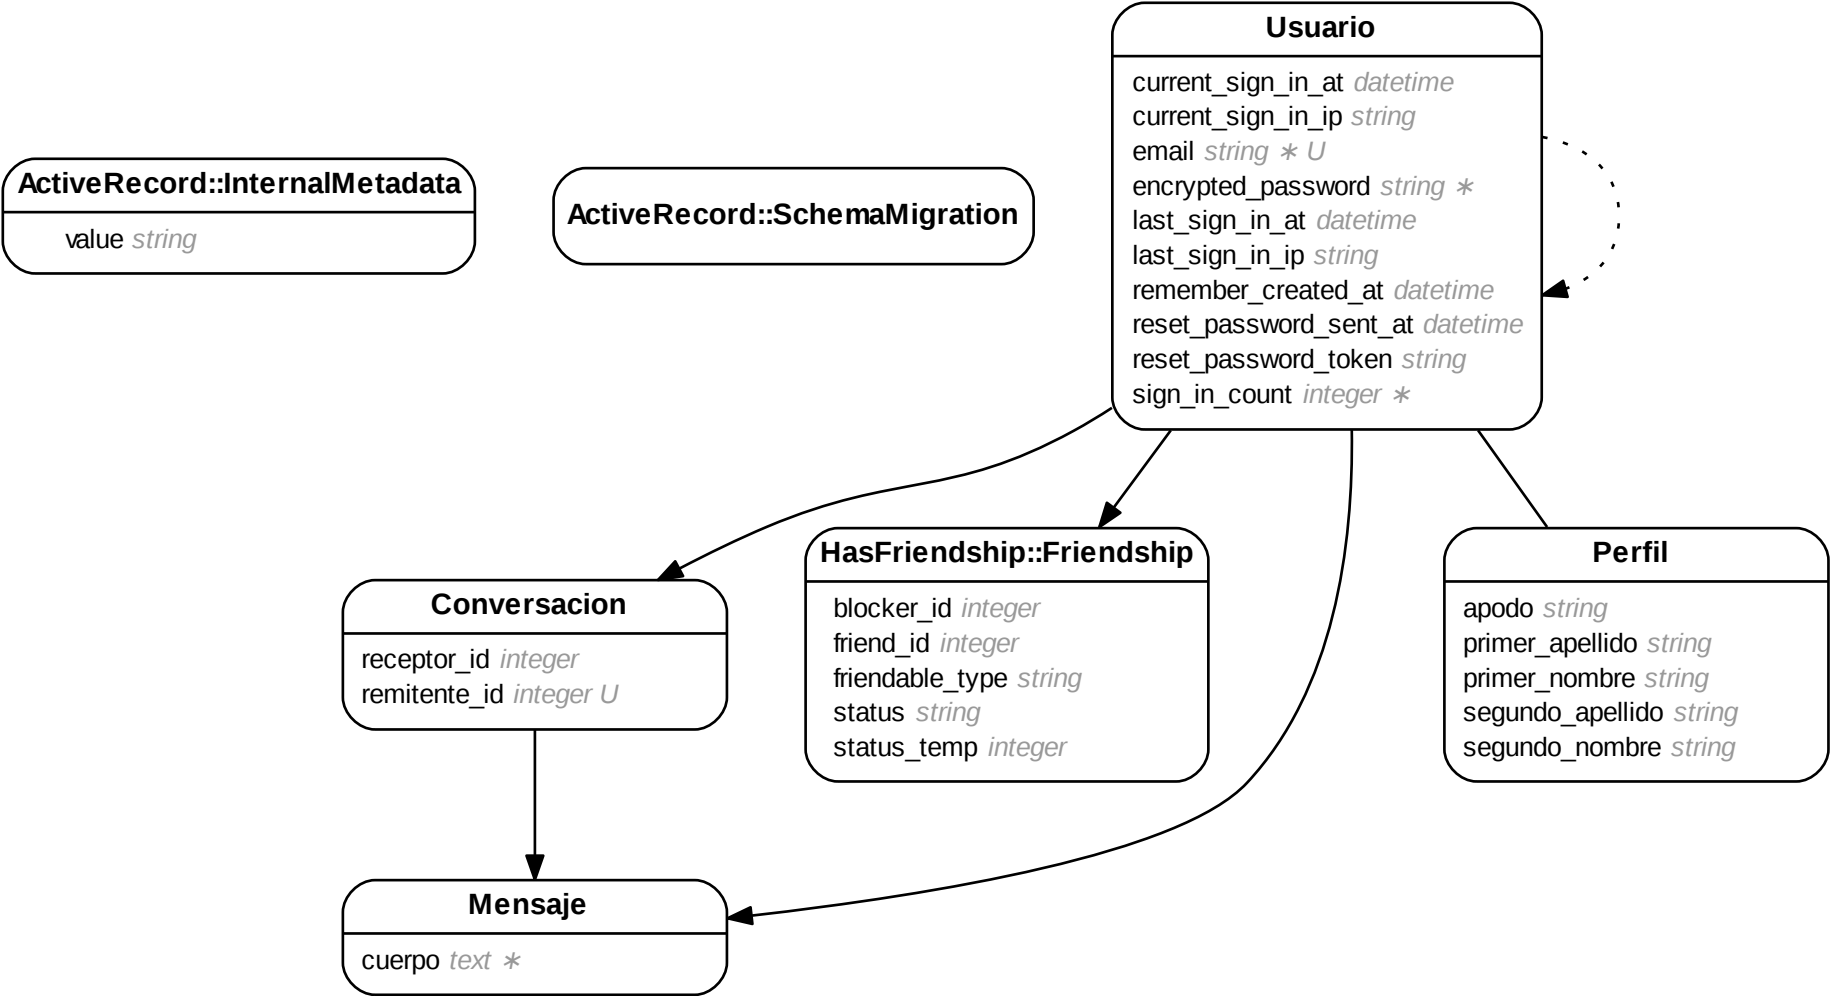 Usuario
current_sign_in_at datetime
current_sign_in_ip string
email string ∗ U
encrypted_password string ∗
last_sign_in_at datetime
last_sign_in_ip string
remember_created_at datetime
reset_password_sent_at datetime
reset_password_token string
sign_in_count integer ∗
ActiveRecord::InternalMetadata
value string
ActiveRecord::SchemaMigration
Conversacion
receptor_id integer
remitente_id integer U
HasFriendship::Friendship
blocker_id integer
friend_id integer
friendable_type string
status string
status_temp integer
Perfil
apodo string
primer_apellido string
primer_nombre string
segundo_apellido string
segundo_nombre string
Mensaje
cuerpo text ∗